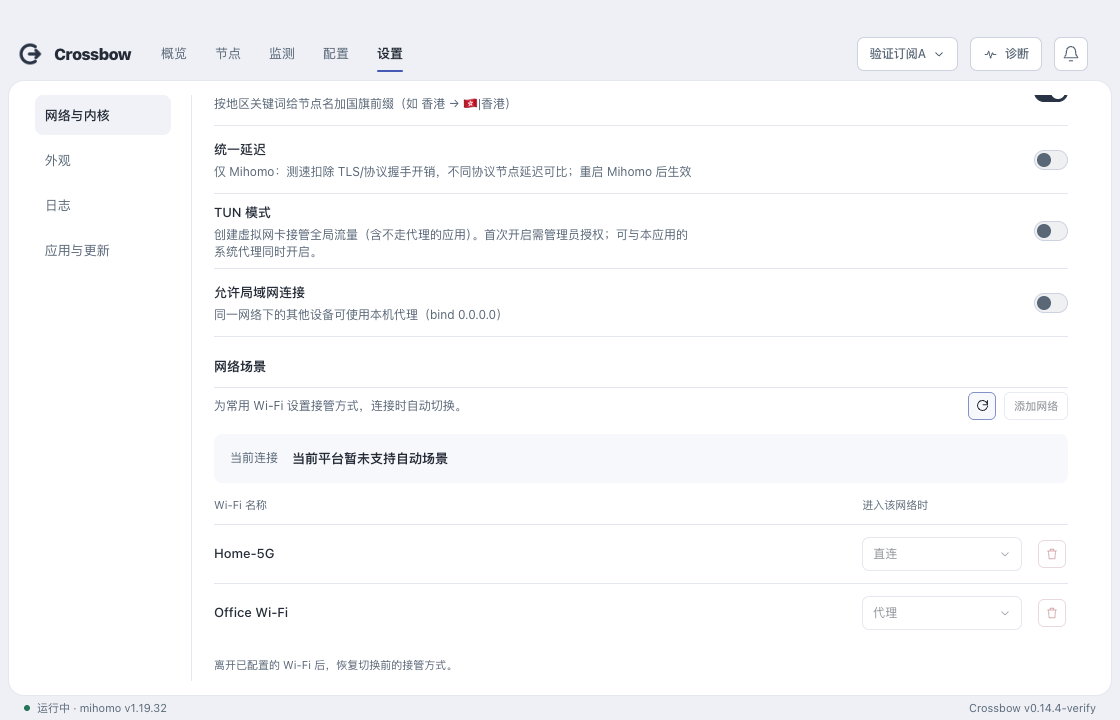 Crossbow
概览
节点
监测
配置
设置
验证订阅A
诊断
网络与内核
外观
日志
应用与更新
按地区关键词给节点名加国旗前缀（如 香港 → 🇭🇰|香港）
统一延迟
仅 Mihomo：测速扣除 TLS/协议握手开销，不同协议节点延迟可比；重启 Mihomo 后生效
TUN 模式
创建虚拟网卡接管全局流量（含不走代理的应用）。首次开启需管理员授权；可与本应用的
系统代理同时开启。
允许局域网连接
同一网络下的其他设备可使用本机代理（bind 0.0.0.0）
网络场景
为常用 Wi-Fi 设置接管方式，连接时自动切换。
添加网络
当前连接 当前平台暂未支持自动场景
Wi-Fi 名称
进入该网络时
Home-5G
直连
Office Wi-Fi
代理
离开已配置的 Wi-Fi 后，恢复切换前的接管方式。
运行中 · mihomo v1.19.32
Crossbow v0.14.4-verify